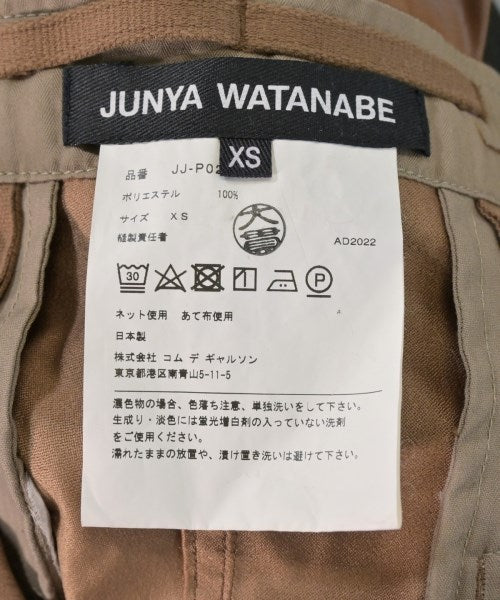 JUNYA WATANABE
XS
品番 JJ-P02
ポリエステル 100%
サイズ XS
縫製責任者
大貫
AD2022
30
P
ネット使用 あて布使用
日本製
株式会社 コム デ ギャルソン
東京都港区南青山5-11-5
濃色物の場合、色落ち注意、単独洗いをして下さい。
生成り・淡色には蛍光増白剤の入っていない洗剤
をご使用ください。
濡れたままの放置や、漬け置き洗いは避けて下さい。